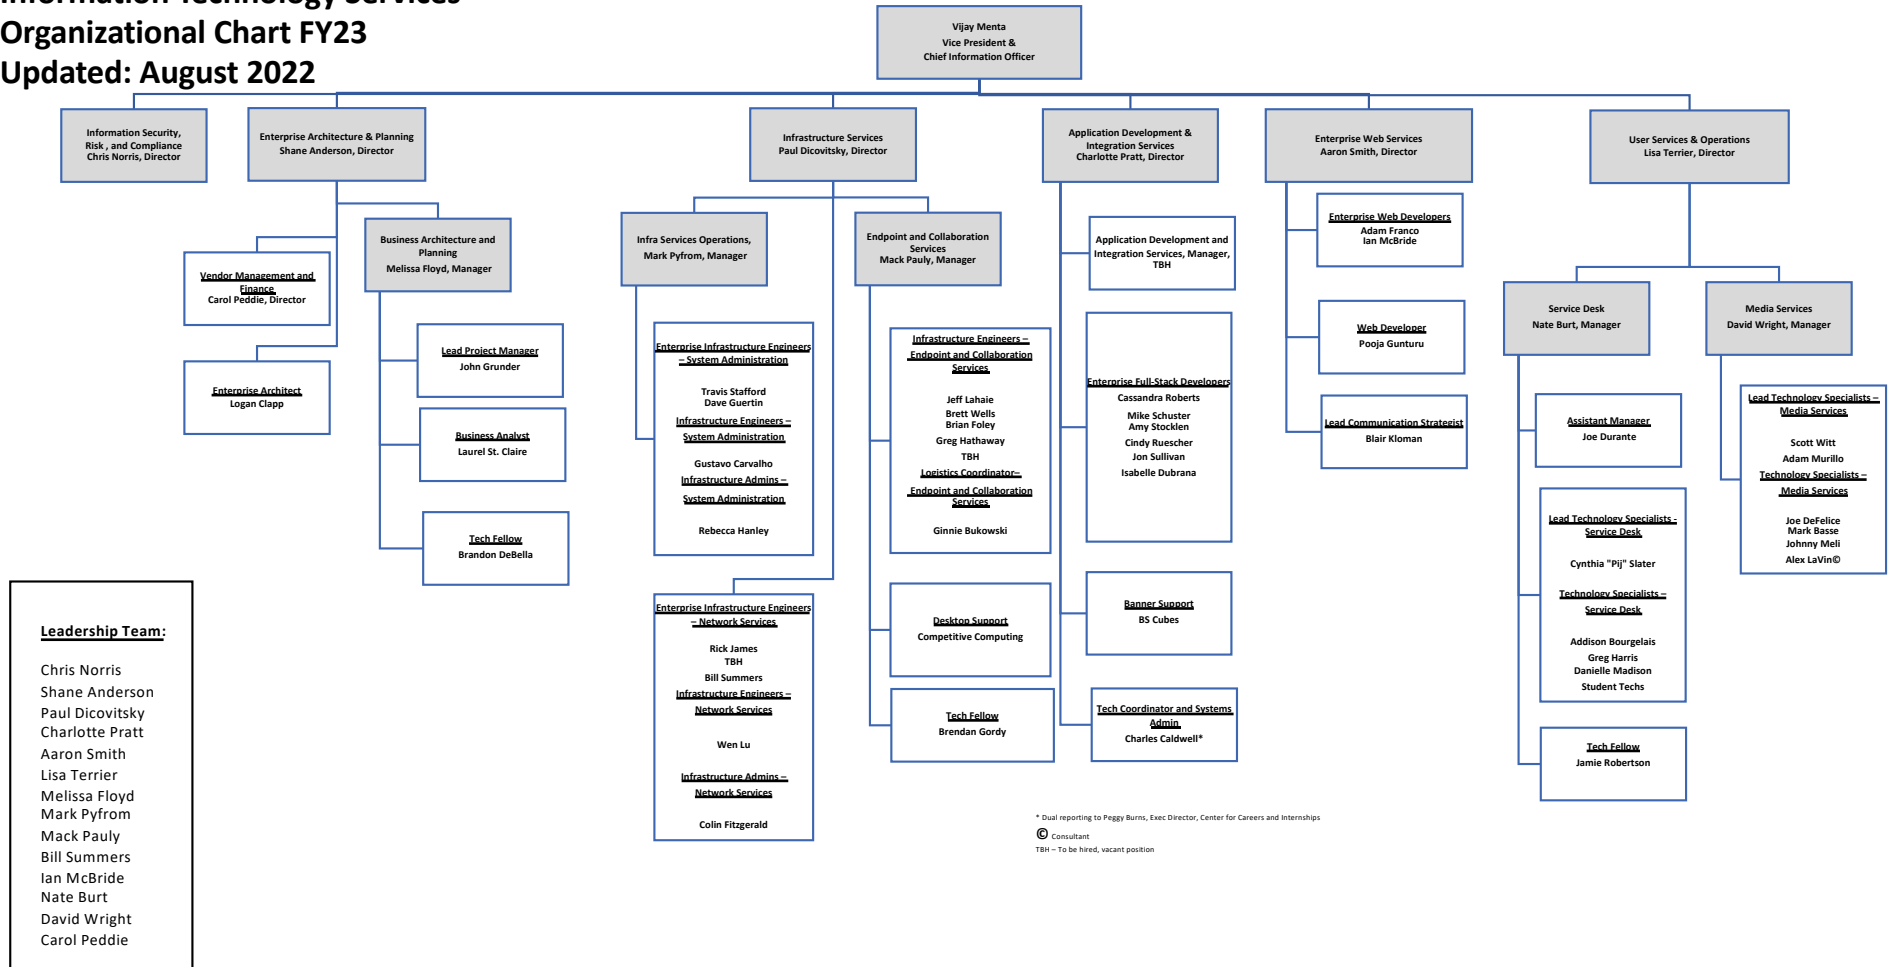 Information Technology Services
Organizational Chart FY23
Updated: August 2022
Vijay Menta
Vice President &
Chief Information Officer
Information Security,
Risk , and Compliance
Chris Norris, Director
Enterprise Architecture & Planning
Shane Anderson, Director
Infrastructure Services
Paul Dicovitsky, Director
Application Development &
Integration Services
Charlotte Pratt, Director
Enterprise Web Services
Aaron Smith, Director
User Services & Operations
Lisa Terrier, Director
Vendor Management and
Finance
Carol Peddie, Director
Enterprise Architect
Logan Clapp
Business Architecture and
Planning
Melissa Floyd, Manager
Lead Project Manager
John Grunder
Business Analyst
Laurel St. Claire
Tech Fellow
Brandon DeBella
Infra Services Operations,
Mark Pyfrom, Manager
Enterprise Infrastructure Engineers
– System Administration
Travis Stafford
Dave Guertin
Infrastructure Engineers –
System Administration
Gustavo Carvalho
Infrastructure Admins –
System Administration
Rebecca Hanley
Enterprise Infrastructure Engineers
– Network Services
Rick James
TBH
Bill Summers
Infrastructure Engineers –
Network Services
Wen Lu
Infrastructure Admins –
Network Services
Colin Fitzgerald
Endpoint and Collaboration
Services
Mack Pauly, Manager
Infrastructure Engineers –
Endpoint and Collaboration
Services
Jeff Lahaie
Brett Wells
Brian Foley
Greg Hathaway
TBH
Logistics Coordinator–
Endpoint and Collaboration
Services
Ginnie Bukowski
Desktop Support
Competitive Computing
Tech Fellow
Brendan Gordy
Application Development and
Integration Services, Manager,
TBH
Enterprise Full-Stack Developers
Cassandra Roberts
Mike Schuster
Amy Stocklen
Cindy Ruescher
Jon Sullivan
Isabelle Dubrana
Banner Support
BS Cubes
Tech Coordinator and Systems
Admin
Charles Caldwell*
Enterprise Web Developers
Adam Franco
Ian McBride
Web Developer
Pooja Gunturu
Lead Communication Strategist
Blair Kloman
Service Desk
Nate Burt, Manager
Assistant Manager
Joe Durante
Lead Technology Specialists -
Service Desk
Cynthia "Pij" Slater
Technology Specialists –
Service Desk
Addison Bourgelais
Greg Harris
Danielle Madison
Student Techs
Tech Fellow
Jamie Robertson
Media Services
David Wright, Manager
Lead Technology Specialists –
Media Services
Scott Witt
Adam Murillo
Technology Specialists –
Media Services
Joe DeFelice
Mark Basse
Johnny Meli
Alex LaVin©
Leadership Team:
Chris Norris
Shane Anderson
Paul Dicovitsky
Charlotte Pratt
Aaron Smith
Lisa Terrier
Melissa Floyd
Mark Pyfrom
Mack Pauly
Bill Summers
Ian McBride
Nate Burt
David Wright
Carol Peddie
* Dual reporting to Peggy Burns, Exec Director, Center for Careers and Internships
© Consultant
TBH – To be hired, vacant position